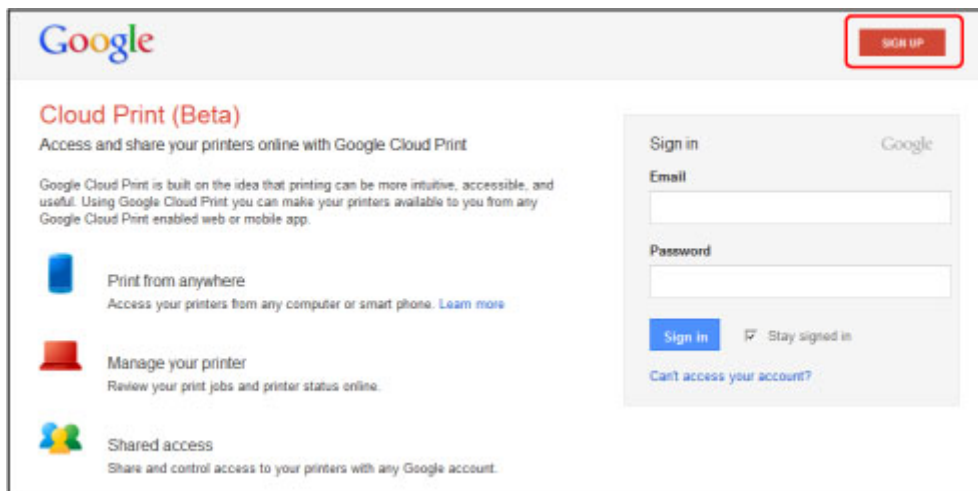 Google
SIGN UP
Cloud Print (Beta)
Access and share your printers online with Google Cloud Print
Google Cloud Print is built on the idea that printing can be more intuitive, accessible, and
useful. Using Google Cloud Print you can make your printers available to you from any
Google Cloud Print enabled web or mobile app.
Print from anywhere
Access your printers from any computer or smart phone. Learn more
Manage your printer
Review your print jobs and printer status online.
Shared access
Share and control access to your printers with any Google account.
Sign in Google
Email
Password
Sign in Stay signed in
Can't access your account?